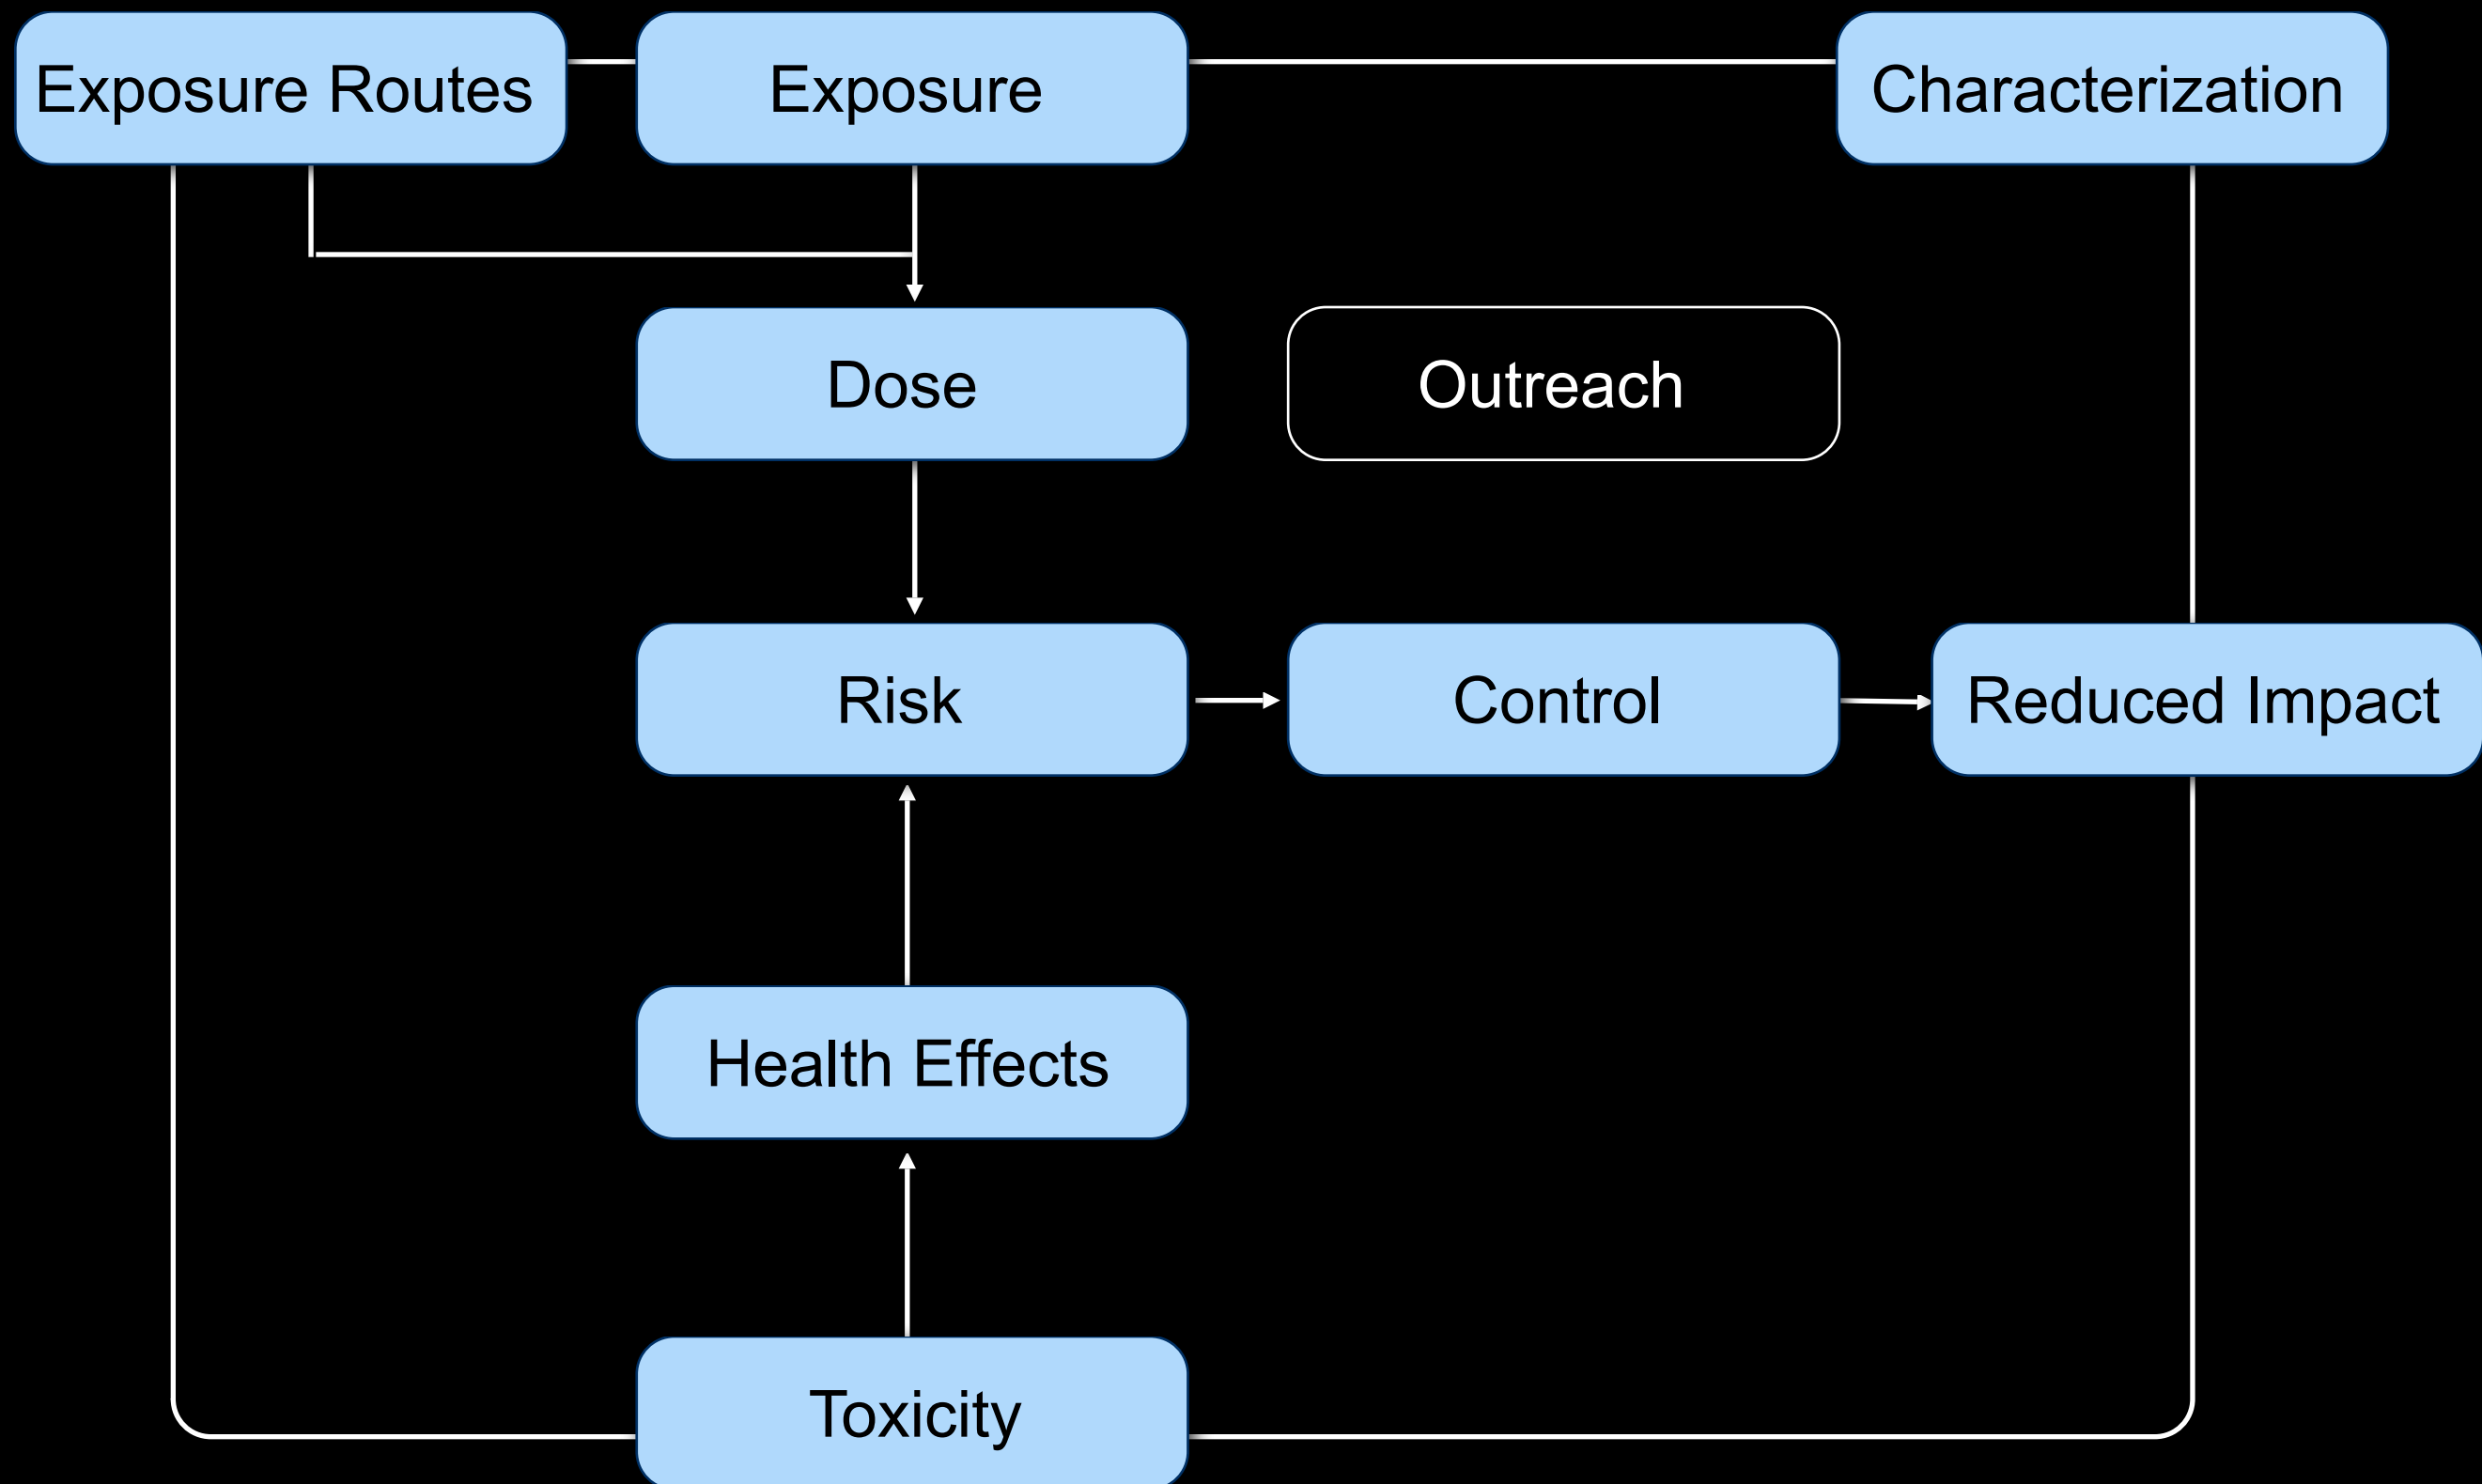 Exposure Routes
Exposure
Characterization
Dose
Outreach
Risk
Control
Reduced Impact
Health Effects
Toxicity